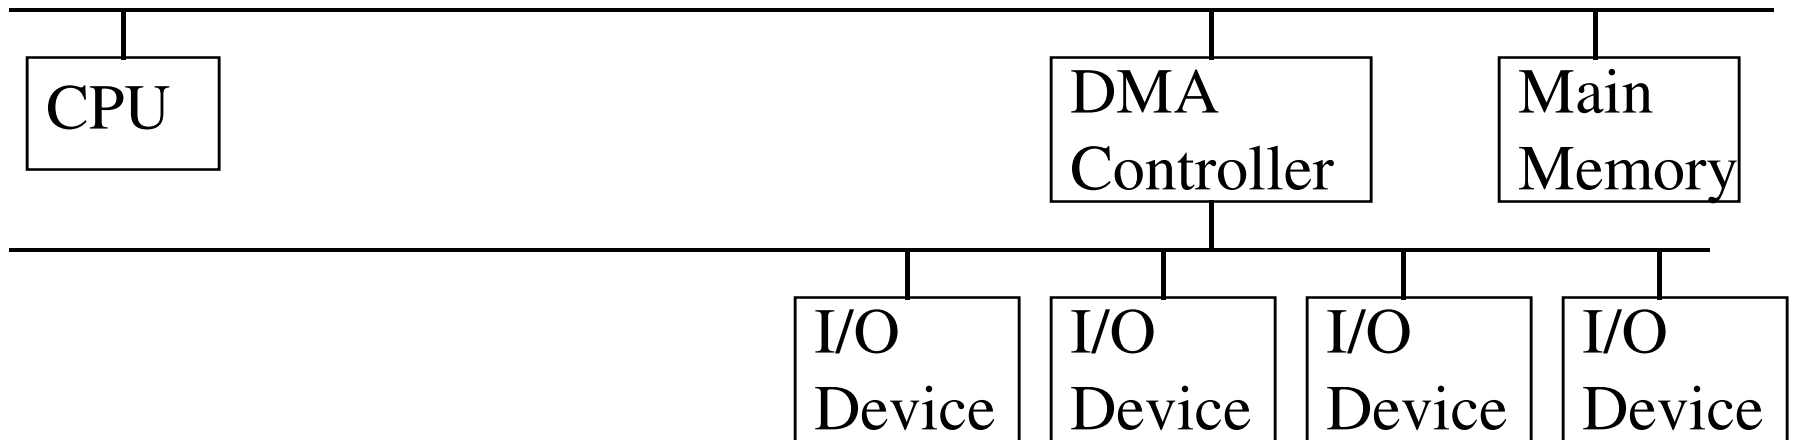 CPU
DMA
Controller
Main
Memory
I/O
Device
I/O
Device
I/O
Device
I/O
Device